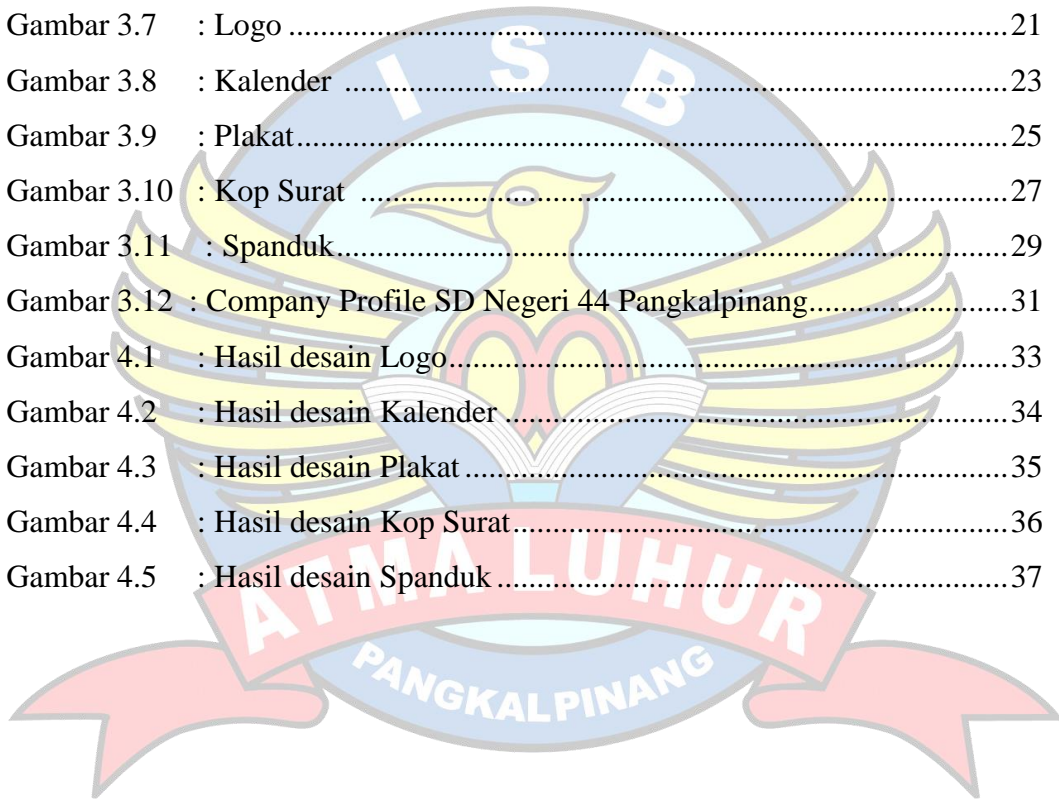 Gambar 3.7 : Logo ........................................................................................21
Gambar 3.8 : Kalender .................................................................................23
Gambar 3.9 : Plakat.......................................................................................25
Gambar 3.10 : Kop Surat ...............................................................................27
Gambar 3.11 : Spanduk..................................................................................29
Gambar 3.12 : Company Profile SD Negeri 44 Pangkalpinang........................31
Gambar 4.1 : Hasil desain Logo....................................................................33
Gambar 4.2 : Hasil desain Kalender ..............................................................34
Gambar 4.3 : Hasil desain Plakat ..................................................................35
Gambar 4.4 : Hasil desain Kop Surat.............................................................36
Gambar 4.5 : Hasil desain Spanduk ..............................................................37
I S B
ATMA LUHUR
PANGKALPINANG